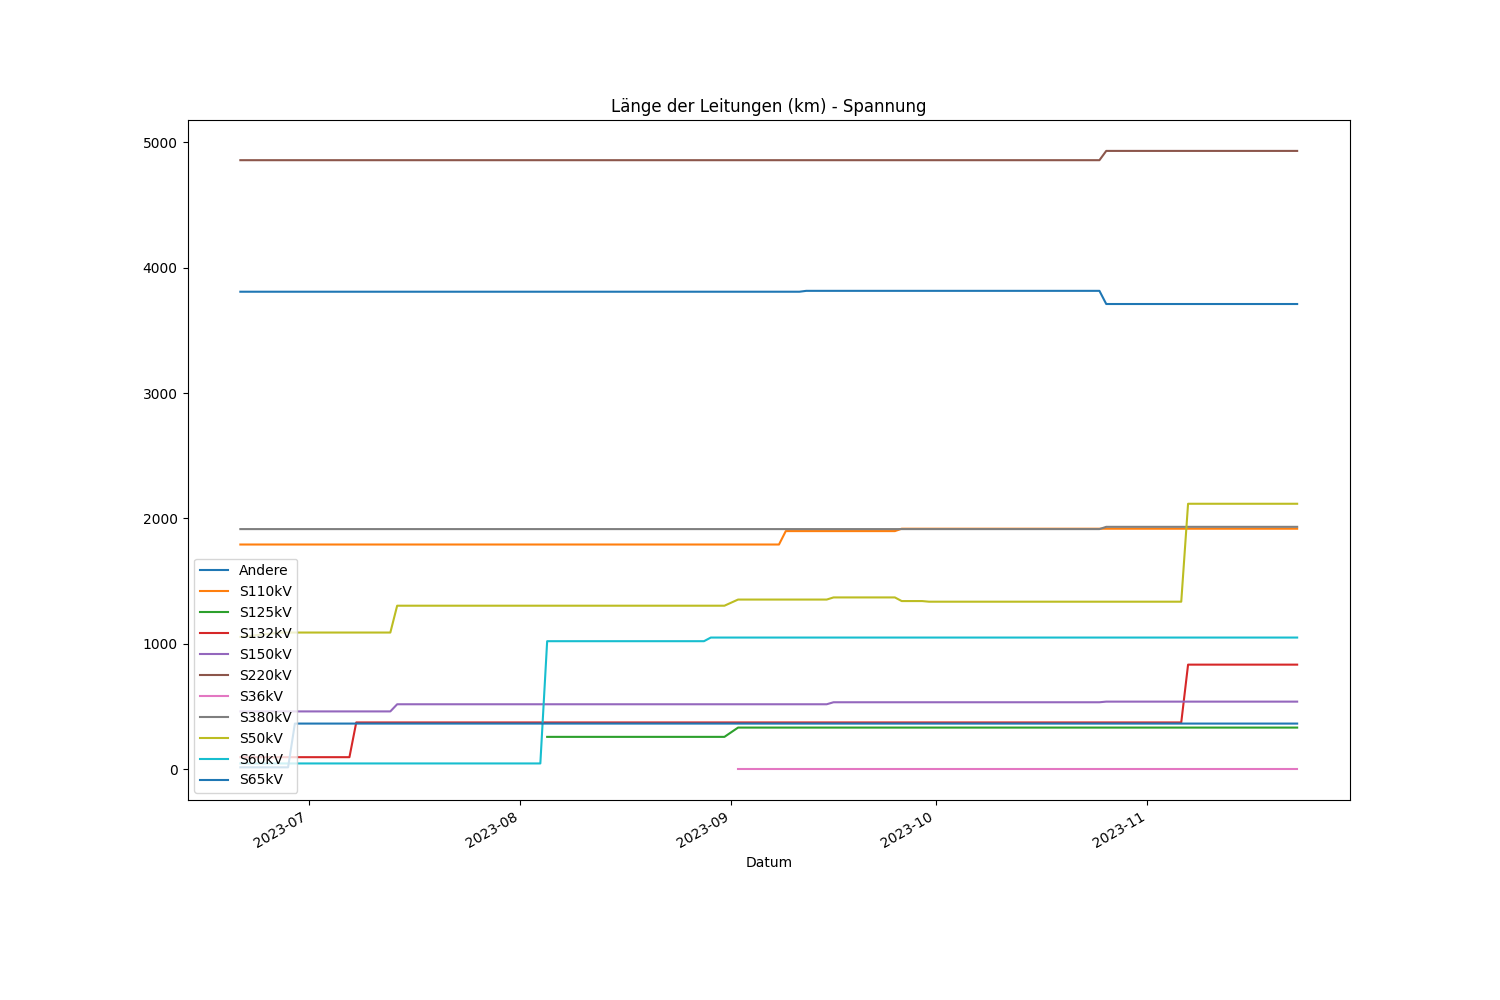 Länge der Leitungen (km) - Spannung
5000
4000
3000
2000
1000
0
Andere
S110kV
S125kV
S132kV
S150kV
S220kV
S36kV
S380kV
S50kV
S60kV
S65kV
2023-07
2023-08
2023-09
2023-10
2023-11
Datum